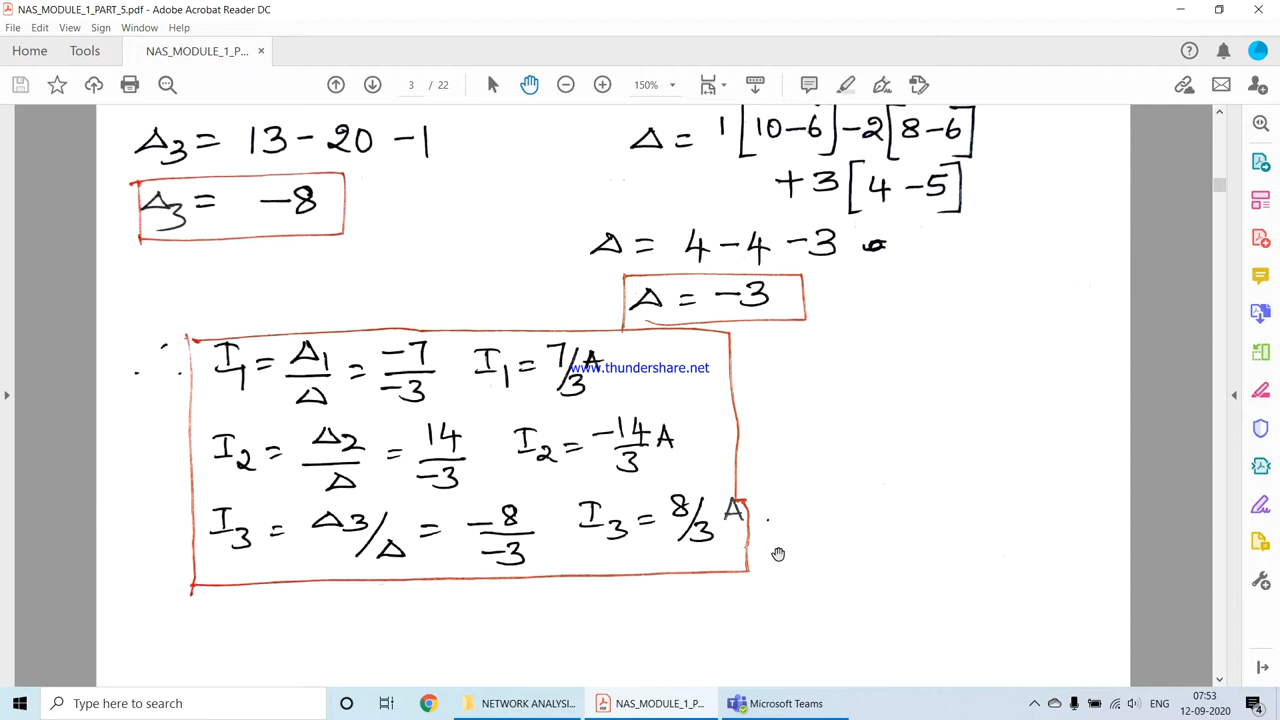 NAS_MODULE_1_PART_5.pdf - Adobe Acrobat Reader DC
File Edit View Sign Window Help
Home Tools NAS_MODULE_1_P... ×
3 / 22 150%
Δ3 = 13 - 20 - 1
Δ3 = -8
Δ = 1[10-6] -2[8-6]
+3[4-5]
Δ = 4 - 4 - 3
Δ = -3
∴ I1 = Δ1/Δ = -7/-3 I1 = 7/3 A
www.thundershare.net
I2 = Δ2/Δ = 14/-3 I2 = -14/3 A
I3 = Δ3/Δ = -8/-3 I3 = 8/3 A.
Type here to search
NETWORK ANALYSI...
NAS_MODULE_1_P...
Microsoft Teams
ENG
07:53
12-09-2020
4